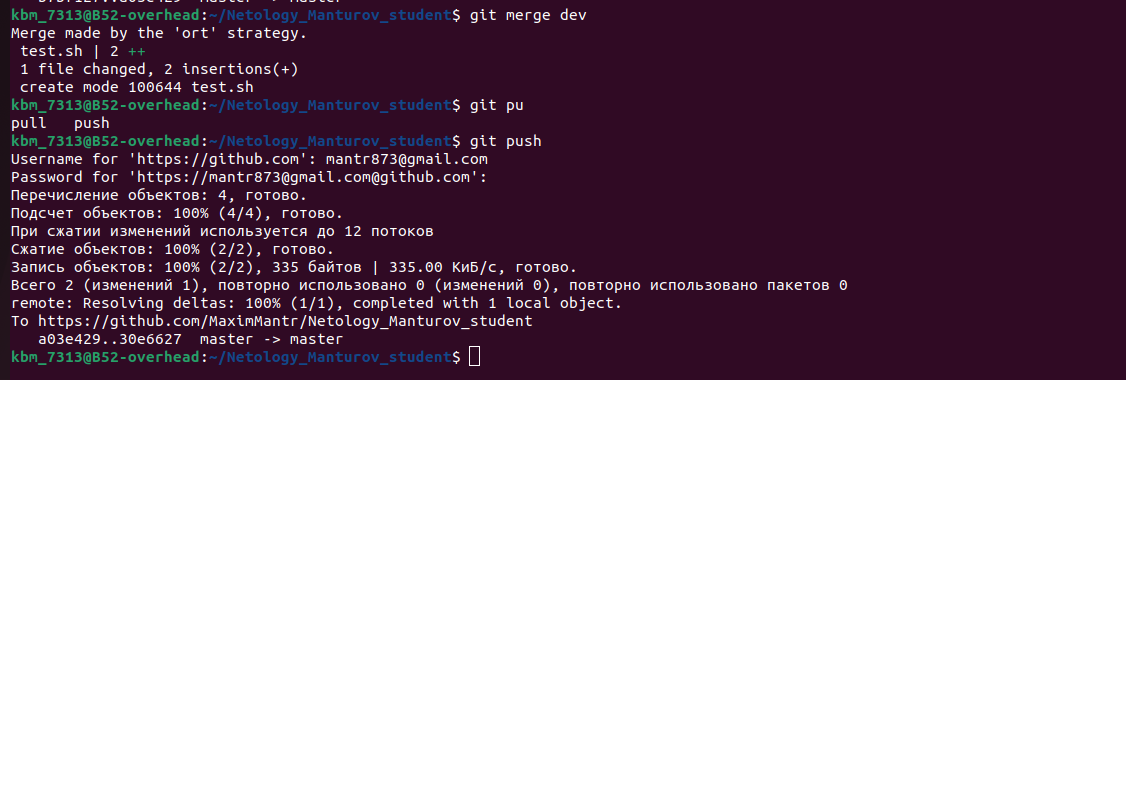 kbm_7313@B52-overhead:~/Netology_Manturov_student$ git merge dev
Merge made by the 'ort' strategy.
 test.sh | 2 ++
 1 file changed, 2 insertions(+)
 create mode 100644 test.sh
kbm_7313@B52-overhead:~/Netology_Manturov_student$ git pu
pull   push
kbm_7313@B52-overhead:~/Netology_Manturov_student$ git push
Username for 'https://github.com': mantr873@gmail.com
Password for 'https://mantr873@gmail.com@github.com':
Перечисление объектов: 4, готово.
Подсчет объектов: 100% (4/4), готово.
При сжатии изменений используется до 12 потоков
Сжатие объектов: 100% (2/2), готово.
Запись объектов: 100% (2/2), 335 байтов | 335.00 КиБ/с, готово.
Всего 2 (изменений 1), повторно использовано 0 (изменений 0), повторно использовано пакетов 0
remote: Resolving deltas: 100% (1/1), completed with 1 local object.
To https://github.com/MaximMantr/Netology_Manturov_student
   a03e429..30e6627  master -> master
kbm_7313@B52-overhead:~/Netology_Manturov_student$